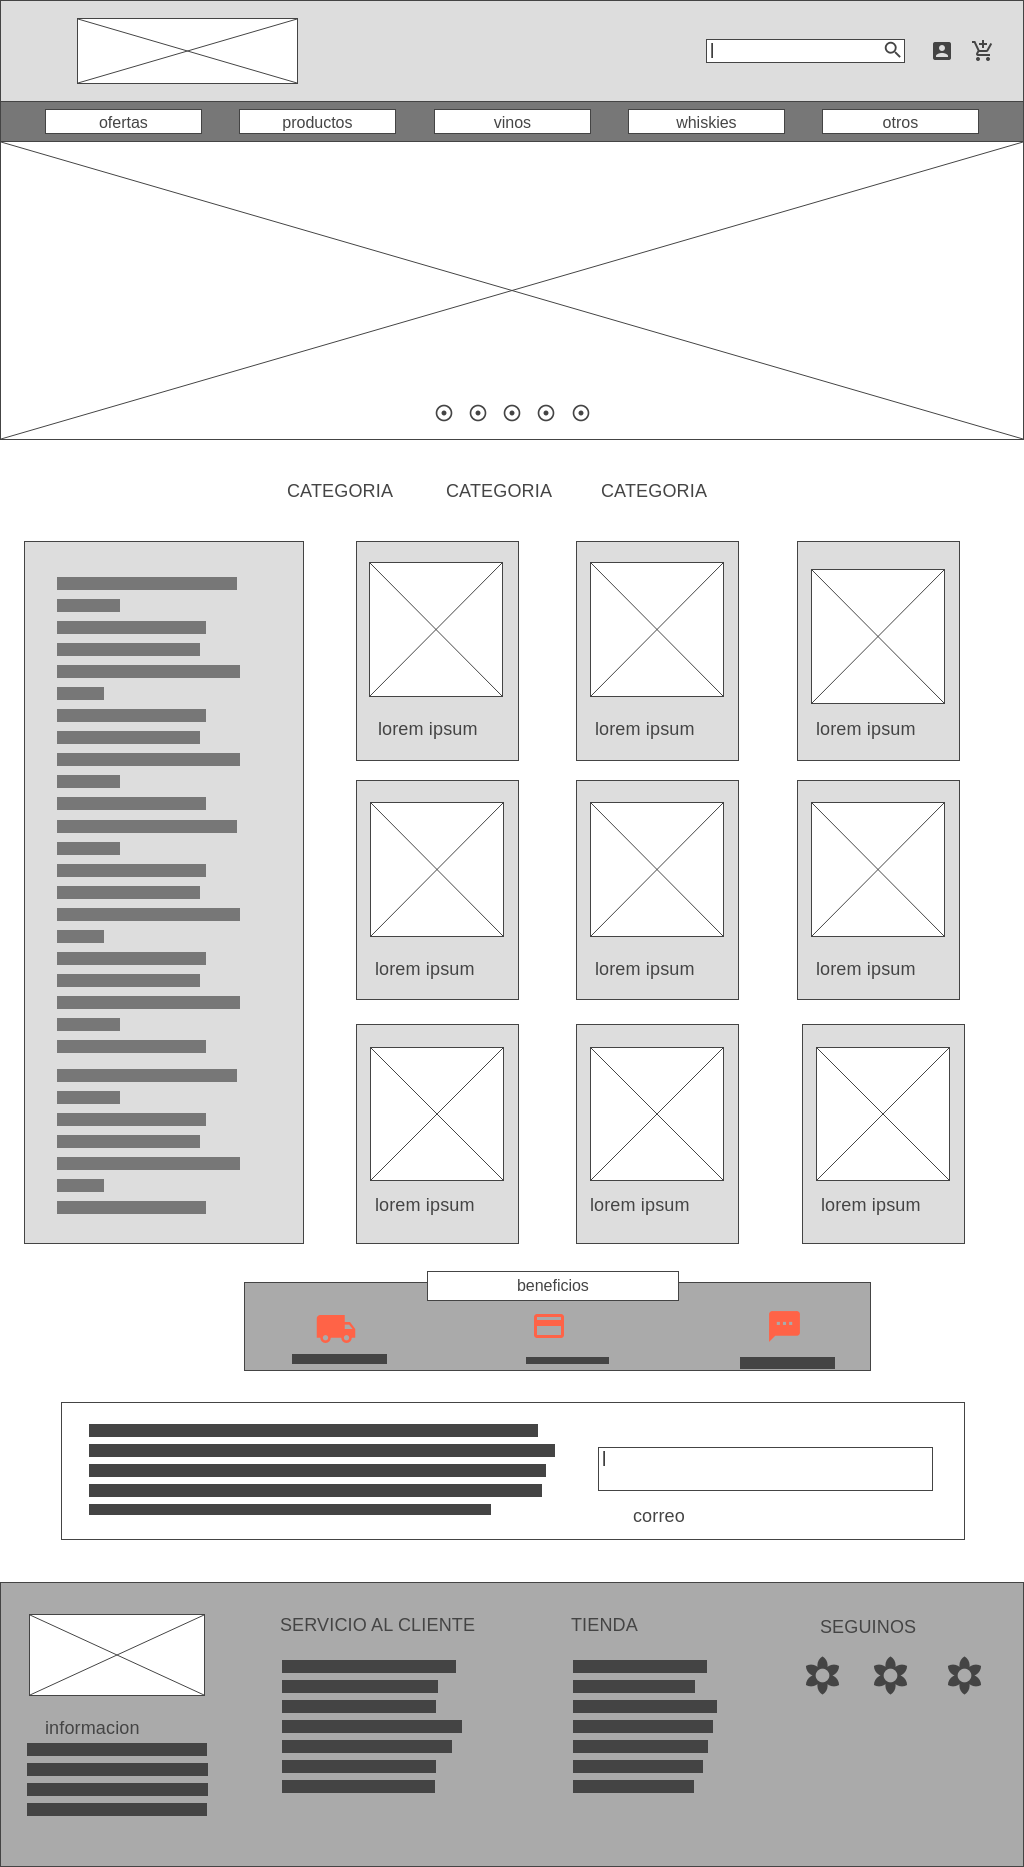 ofertas
productos
vinos
whiskies
otros
CATEGORIA
CATEGORIA
CATEGORIA
lorem ipsum
lorem ipsum
lorem ipsum
lorem ipsum
lorem ipsum
lorem ipsum
lorem ipsum
lorem ipsum
lorem ipsum
beneficios
correo
SERVICIO AL CLIENTE
TIENDA
SEGUINOS
informacion